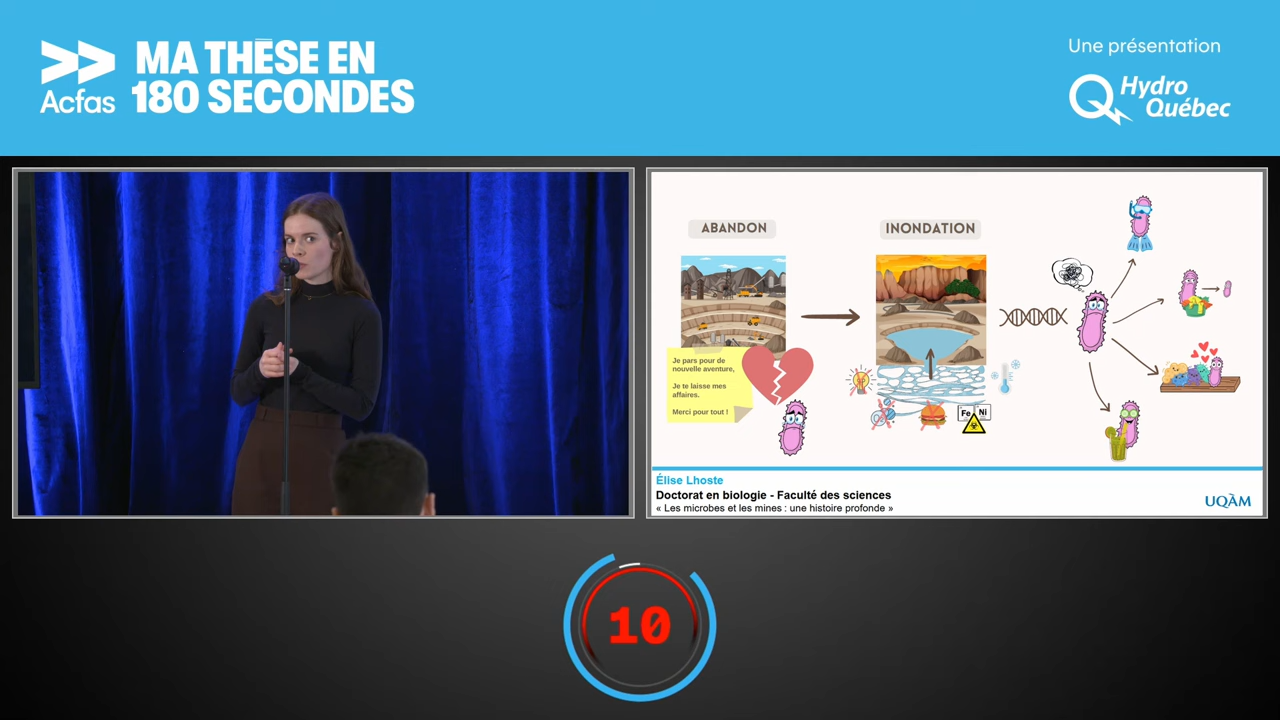 MA THÈSE EN
180 SECONDES
Acfas
Une présentation
Hydro
Québec
ABANDON
INONDATION
Je pars pour de
nouvelle aventure,
Je te laisse mes
affaires.
Merci pour tout !
Fe Ni
Élise Lhoste
Doctorat en biologie - Faculté des sciences
« Les microbes et les mines : une histoire profonde »
UQÀM
10